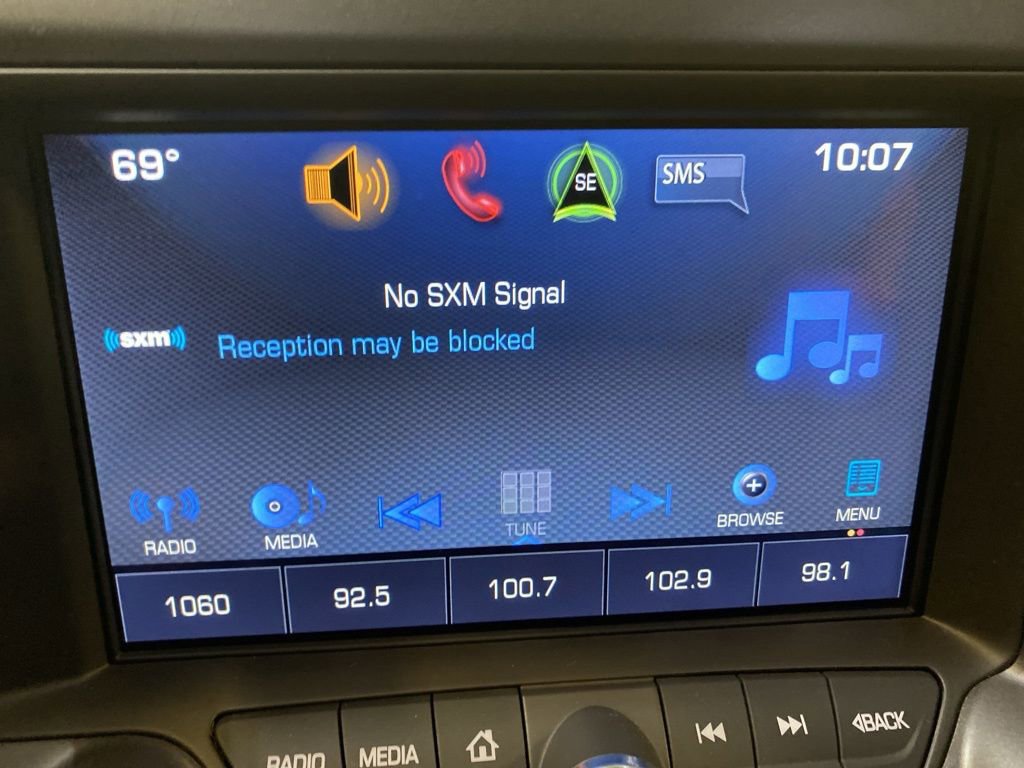 69° SE SMS 10:07
No SXM Signal
sxm Reception may be blocked
RADIO MEDIA TUNE BROWSE MENU
1060 92.5 100.7 102.9 98.1
RADIO MEDIA BACK